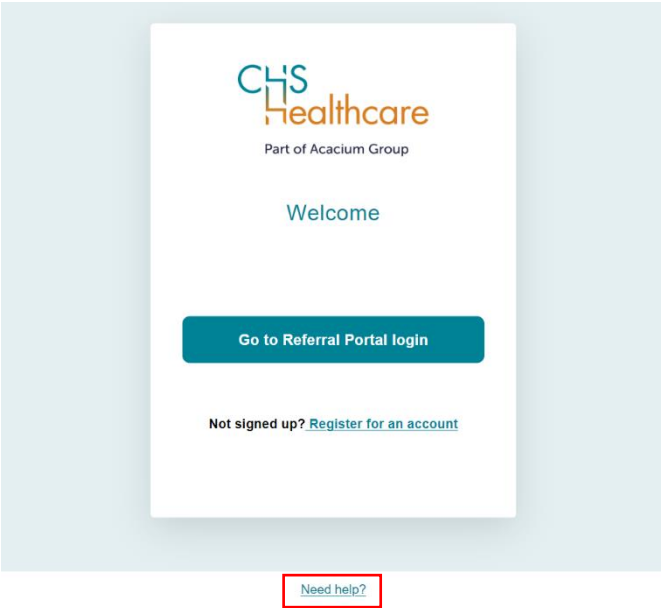 CHS
Healthcare
Part of Acacium Group
Welcome
Go to Referral Portal login
Not signed up? Register for an account
Need help?